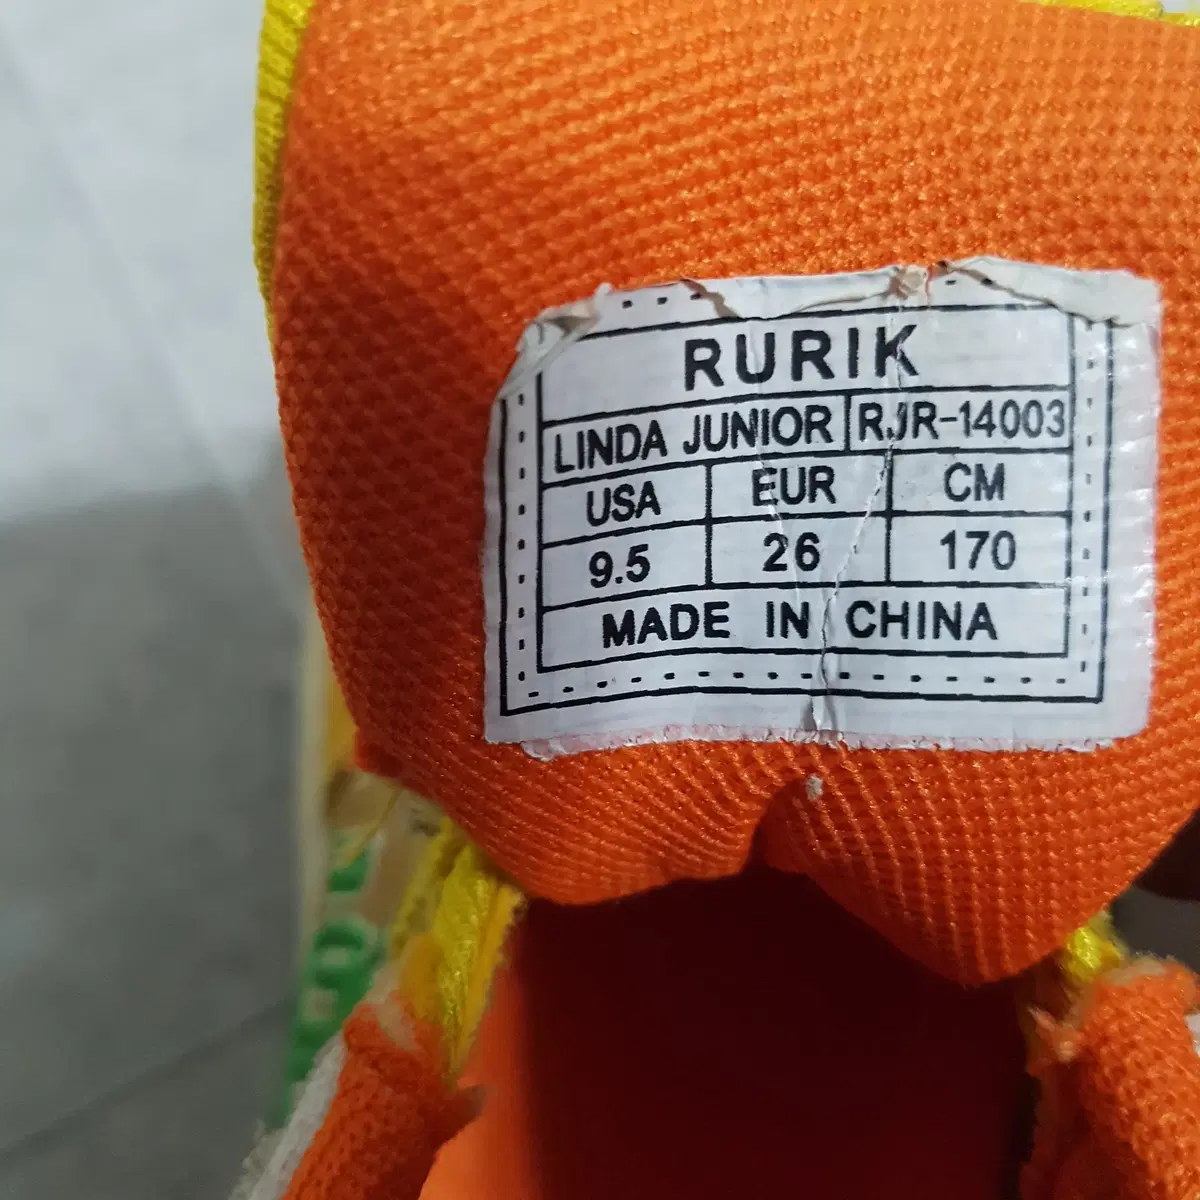 RURIK
LINDA JUNIOR RJR-14003
USA EUR CM
9.5 26 170
MADE IN CHINA